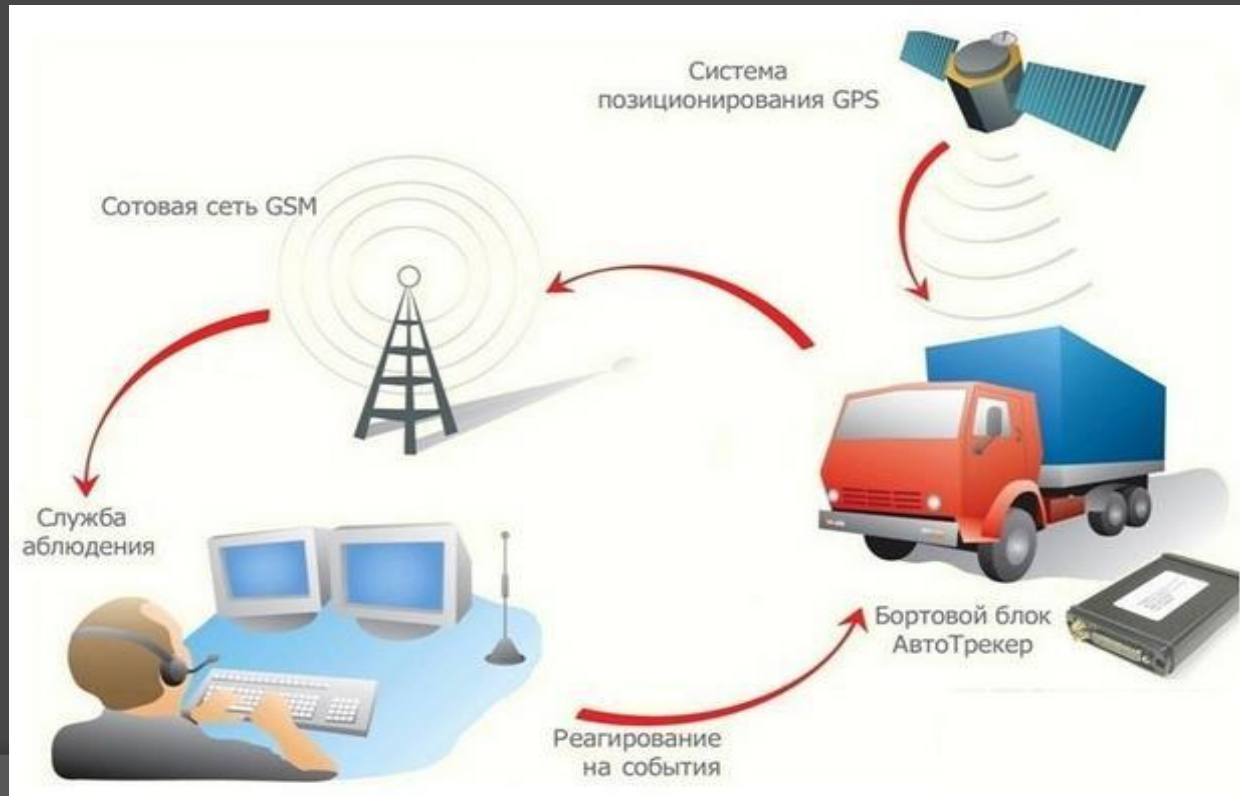 Система
позиционирования GPS
Сотовая сеть GSM
Служба
аблюдения
Бортовой блок
АвтоТрекер
Реагирование
на события